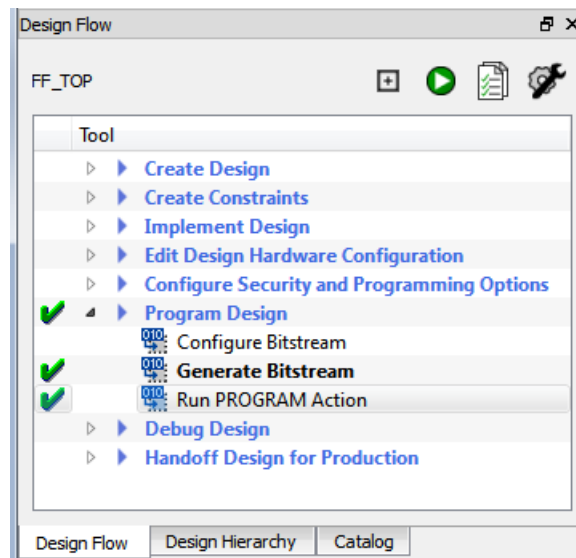 Design Flow
FF_TOP
Tool
Create Design
Create Constraints
Implement Design
Edit Design Hardware Configuration
Configure Security and Programming Options
Program Design
Configure Bitstream
Generate Bitstream
Run PROGRAM Action
Debug Design
Handoff Design for Production
Design Flow Design Hierarchy Catalog